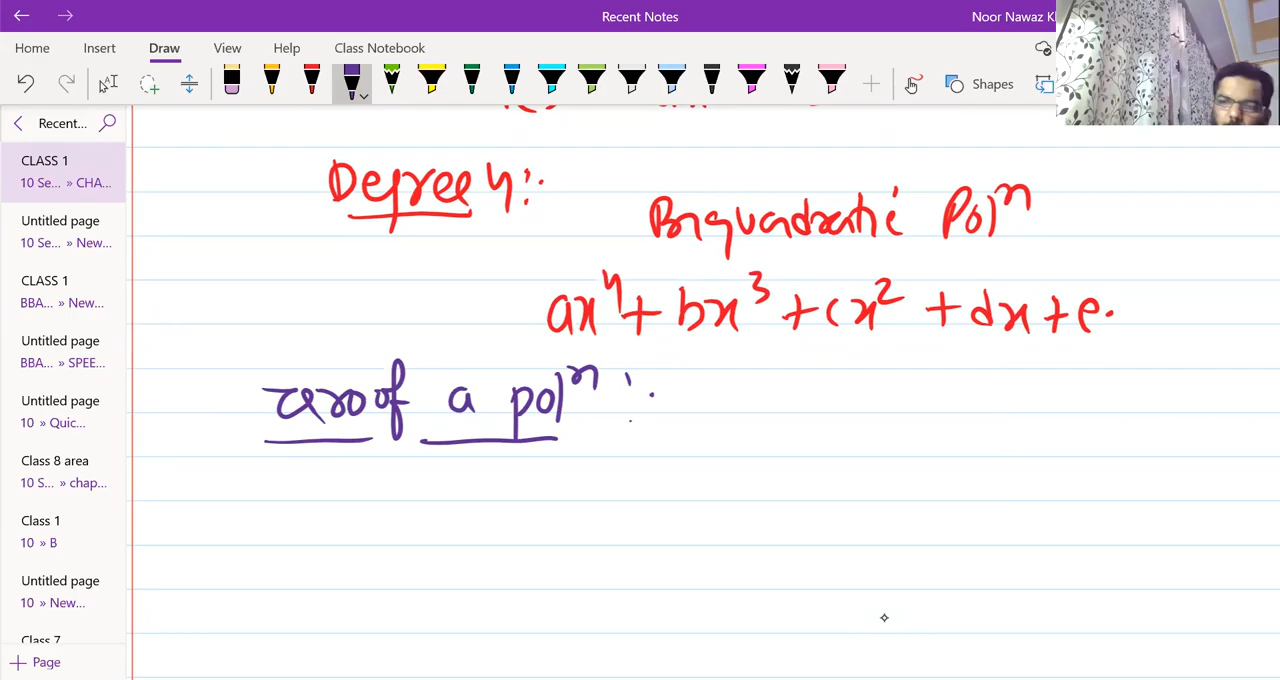 Recent Notes
Noor Nawaz K
Home Insert Draw View Help Class Notebook
Shapes
Recent...
CLASS 1
10 Se... » CHA...
Untitled page
10 Se... » New...
CLASS 1
BBA... » New...
Untitled page
BBA... » SPEE...
Untitled page
10 » Quic...
Class 8 area
10 S... » chap...
Class 1
10 » B
Untitled page
10 » New...
Class 7
Page
Degree 4:
Biquadratic Polⁿ
ax⁴ + bx³ + cx² + dx + e.
zero of a polⁿ :